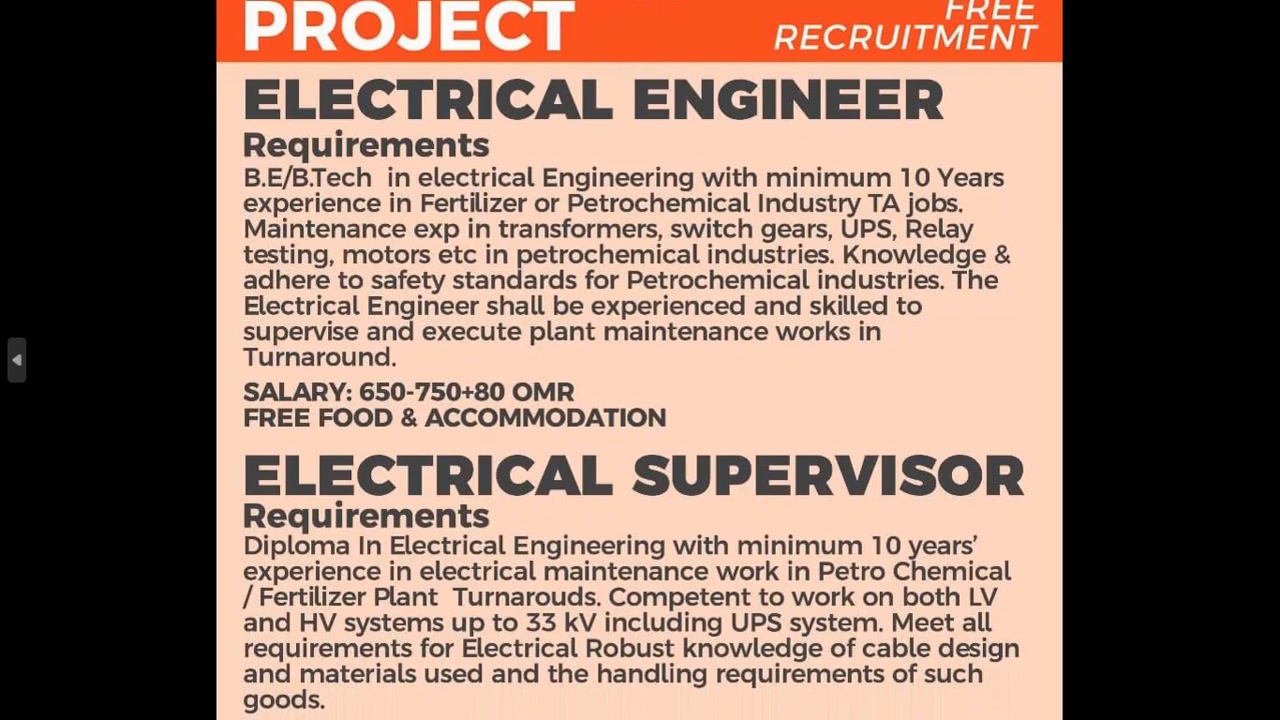 PROJECT
FREE
RECRUITMENT
ELECTRICAL ENGINEER
Requirements
B.E/B.Tech in electrical Engineering with minimum 10 Years
experience in Fertilizer or Petrochemical Industry TA jobs.
Maintenance exp in transformers, switch gears, UPS, Relay
testing, motors etc in petrochemical industries. Knowledge &
adhere to safety standards for Petrochemical industries. The
Electrical Engineer shall be experienced and skilled to
supervise and execute plant maintenance works in
Turnaround.
SALARY: 650-750+80 OMR
FREE FOOD & ACCOMMODATION
ELECTRICAL SUPERVISOR
Requirements
Diploma In Electrical Engineering with minimum 10 years’
experience in electrical maintenance work in Petro Chemical
/ Fertilizer Plant Turnarouds. Competent to work on both LV
and HV systems up to 33 kV including UPS system. Meet all
requirements for Electrical Robust knowledge of cable design
and materials used and the handling requirements of such
goods.